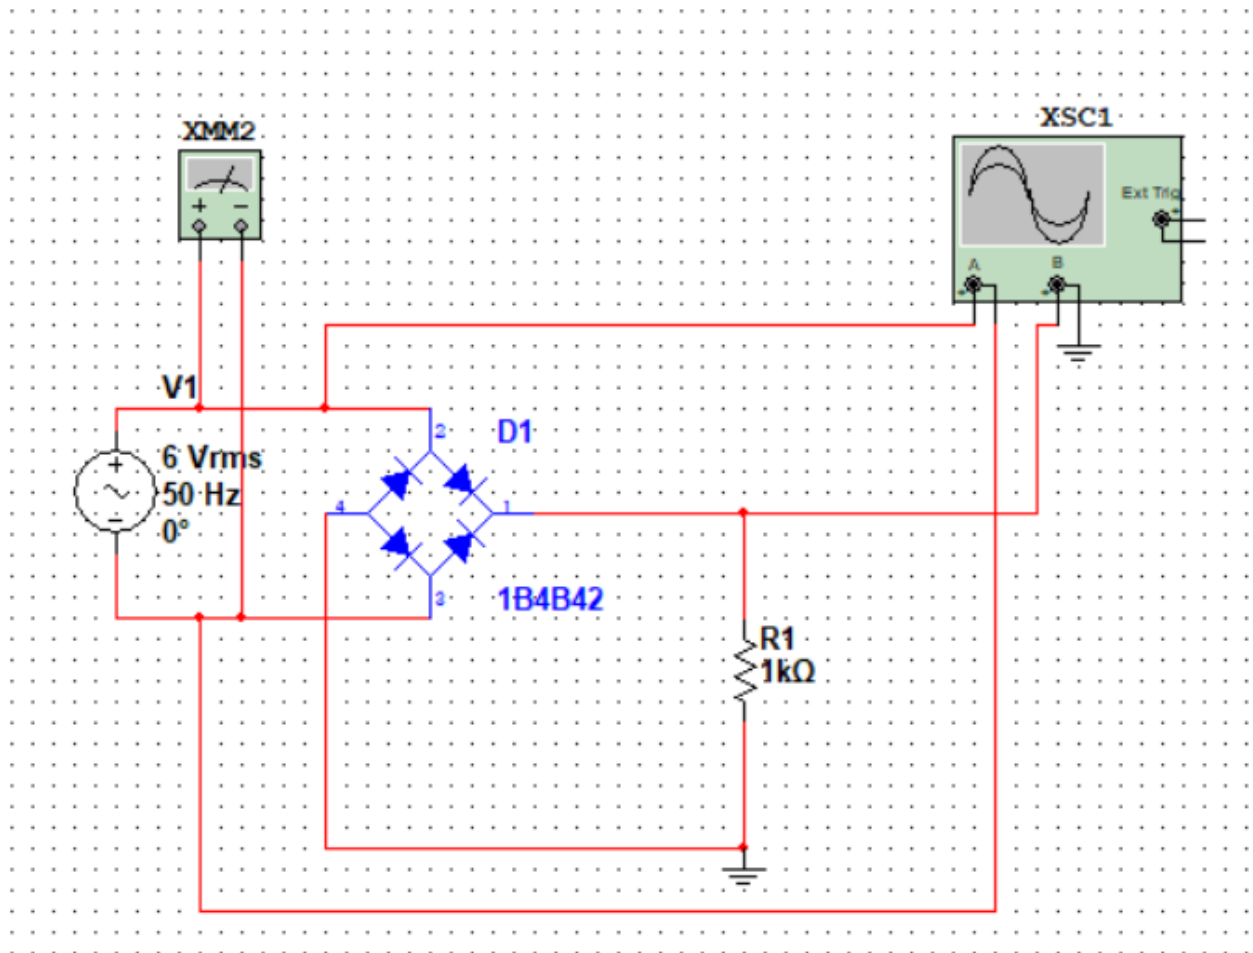 XSC1
XMM2
Ext Trig
+
+ −
A B
V1
D1
2
6 Vrms
+
50 Hz
4 1
−
0°
3
1B4B42
R1
1kΩ